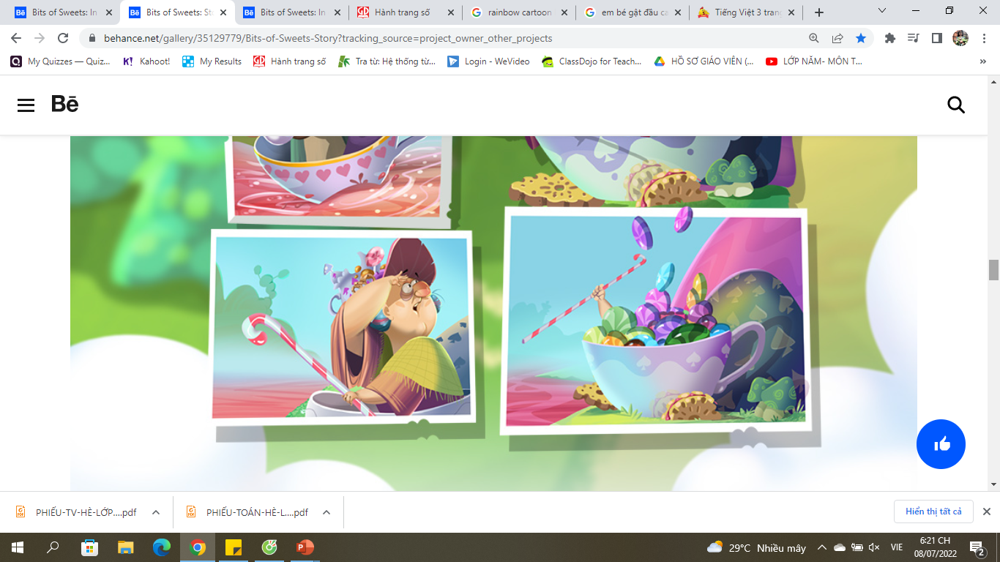 Bits of Sweets: In
Bits of Sweets: Sto
Bits of Sweets: In
Hành trang số
rainbow cartoon
em bé gật đầu ca
Tiếng Việt 3 trang
behance.net/gallery/35129779/Bits-of-Sweets-Story?tracking_source=project_owner_other_projects
My Quizzes — Quiz...
Kahoot!
My Results
Hành trang số
Tra từ: Hệ thống từ...
Login - WeVideo
ClassDojo for Teach...
HỒ SƠ GIÁO VIÊN (...
LỚP NĂM- MÔN T...
Bē
PHIẾU-TV-HÈ-LỚP....pdf
PHIẾU-TOÁN-HÈ-L....pdf
Hiển thị tất cả
29°C Nhiều mây
VIE
6:21 CH
08/07/2022
2